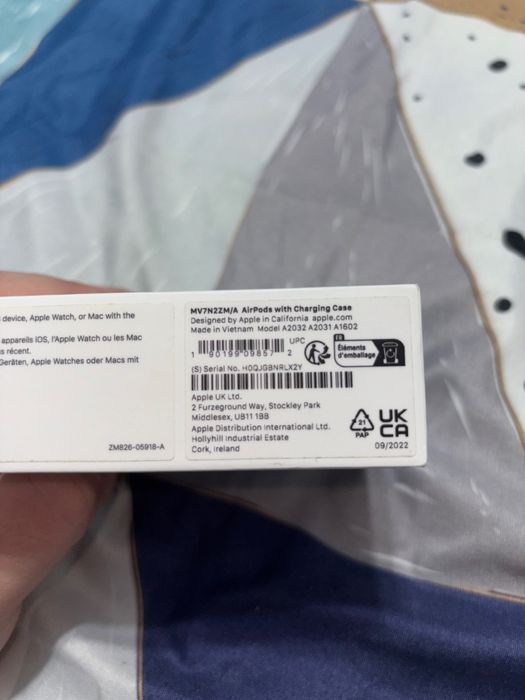 device, Apple Watch, or Mac with the
appareils iOS, l'Apple Watch ou les Mac
récent.
Geräten, Apple Watches oder Macs mit
ZM826-05918-A
MV7N2ZM/A AirPods with Charging Case
Designed by Apple in California apple.com
Made in Vietnam Model A2032 A2031 A1602
UPC
1 90199 09857 2
FR
Éléments
d'emballage
(S) Serial No. H0QJGBNRLX2Y
Apple UK Ltd.
2 Furzeground Way, Stockley Park
Middlesex, UB11 1BB
Apple Distribution International Ltd.
Hollyhill Industrial Estate
Cork, Ireland
21
PAP
UK
CA
09/2022